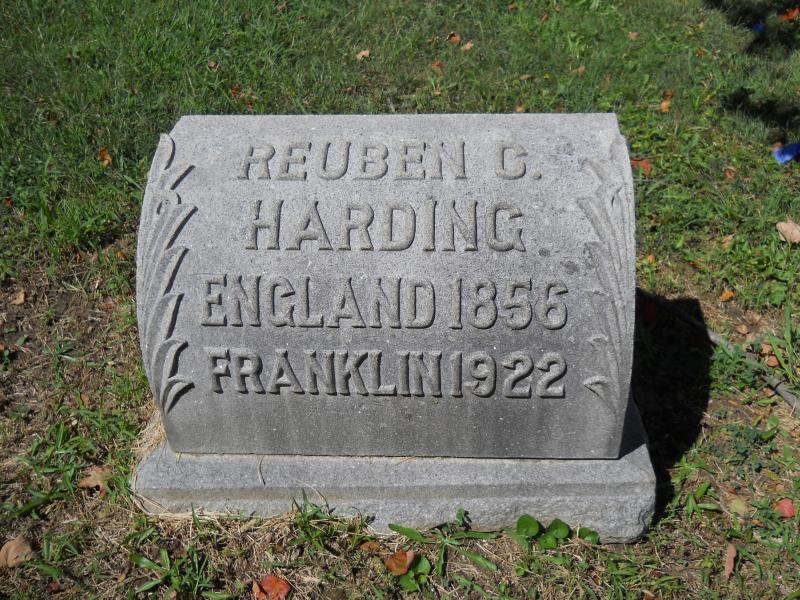 REUBEN C.
HARDING
ENGLAND 1856
FRANKLIN 1922